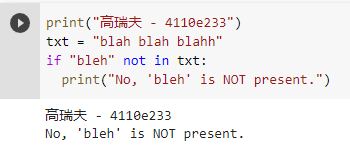 print("高瑞夫 - 4110e233")
txt = "blah blah blahh"
if "bleh" not in txt:
  print("No, 'bleh' is NOT present.")
高瑞夫 - 4110e233
No, 'bleh' is NOT present.